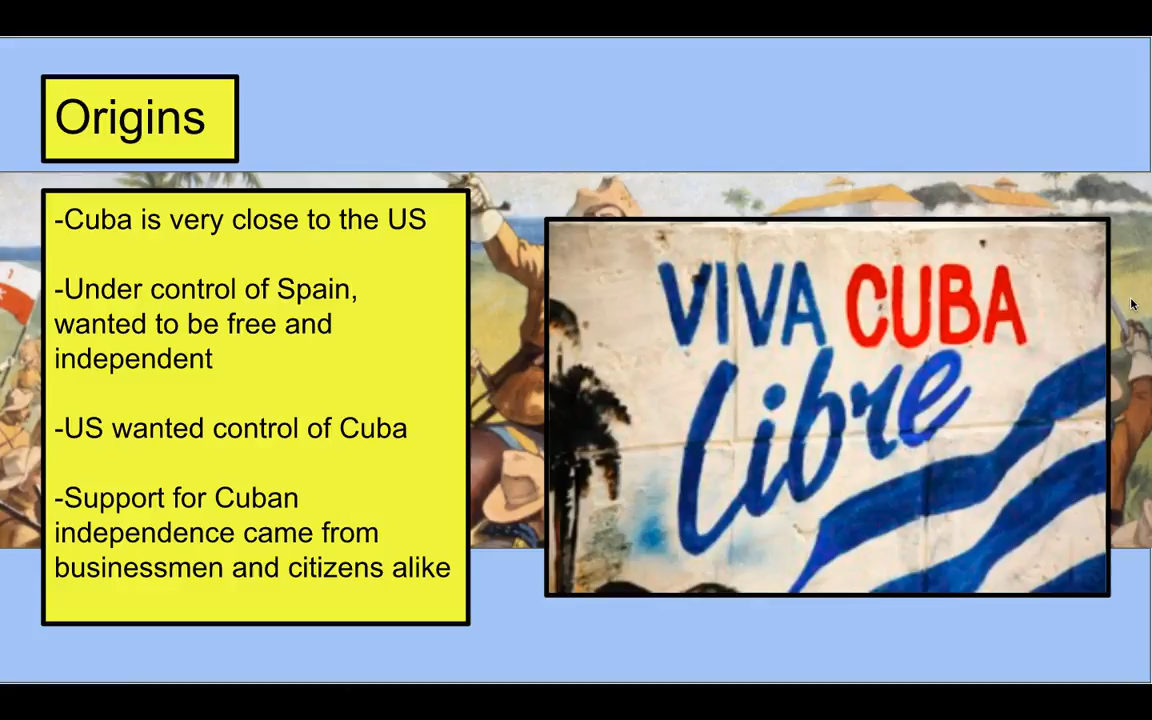 Origins
-Cuba is very close to the US
-Under control of Spain,
wanted to be free and
independent
-US wanted control of Cuba
-Support for Cuban
independence came from
businessmen and citizens alike
VIVA CUBA
Libre